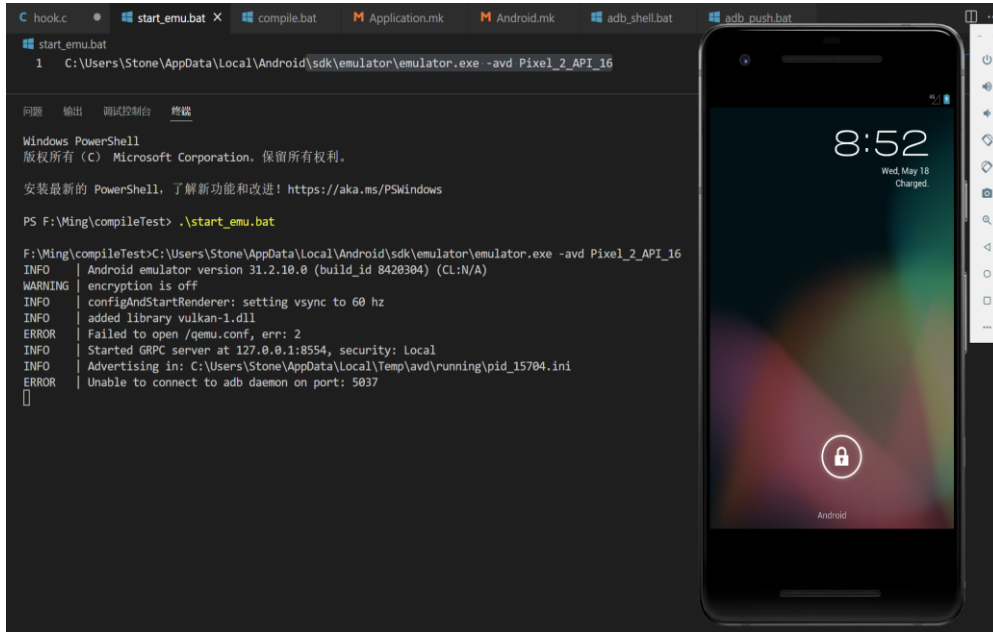 hook.c
start_emu.bat
compile.bat
Application.mk
Android.mk
adb_shell.bat
adb_push.bat
start_emu.bat
1 C:\Users\Stone\AppData\Local\Android\sdk\emulator\emulator.exe -avd Pixel_2_API_16
问题 输出 调试控制台 终端
Windows PowerShell
版权所有 (C) Microsoft Corporation。保留所有权利。
安装最新的 PowerShell，了解新功能和改进！https://aka.ms/PSWindows
PS F:\Ming\compileTest> .\start_emu.bat
F:\Ming\compileTest>C:\Users\Stone\AppData\Local\Android\sdk\emulator\emulator.exe -avd Pixel_2_API_16
INFO | Android emulator version 31.2.10.0 (build_id 8420304) (CL:N/A)
WARNING | encryption is off
INFO | configAndStartRenderer: setting vsync to 60 hz
INFO | added library vulkan-1.dll
ERROR | Failed to open /qemu.conf, err: 2
INFO | Started GRPC server at 127.0.0.1:8554, security: Local
INFO | Advertising in: C:\Users\Stone\AppData\Local\Temp\avd\running\pid_15704.ini
ERROR | Unable to connect to adb daemon on port: 5037
8:52
Wed, May 18
Charged.
Android